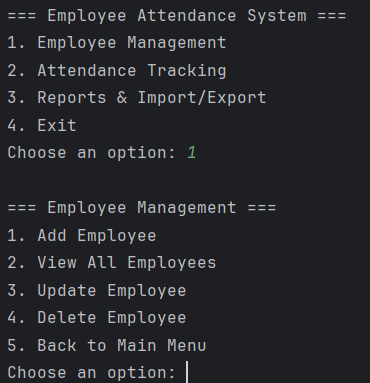 === Employee Attendance System ===
1. Employee Management
2. Attendance Tracking
3. Reports & Import/Export
4. Exit
Choose an option: 1
=== Employee Management ===
1. Add Employee
2. View All Employees
3. Update Employee
4. Delete Employee
5. Back to Main Menu
Choose an option: